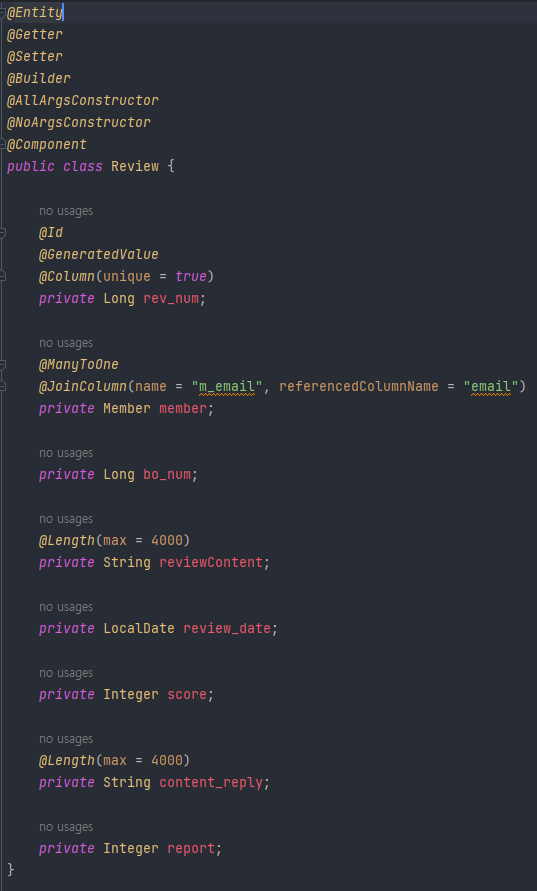 @Entity
@Getter
@Setter
@Builder
@AllArgsConstructor
@NoArgsConstructor
@Component
public class Review {
no usages
@Id
@GeneratedValue
@Column(unique = true)
private Long rev_num;
no usages
@ManyToOne
@JoinColumn(name = "m_email", referencedColumnName = "email")
private Member member;
no usages
private Long bo_num;
no usages
@Length(max = 4000)
private String reviewContent;
no usages
private LocalDate review_date;
no usages
private Integer score;
no usages
@Length(max = 4000)
private String content_reply;
no usages
private Integer report;
}